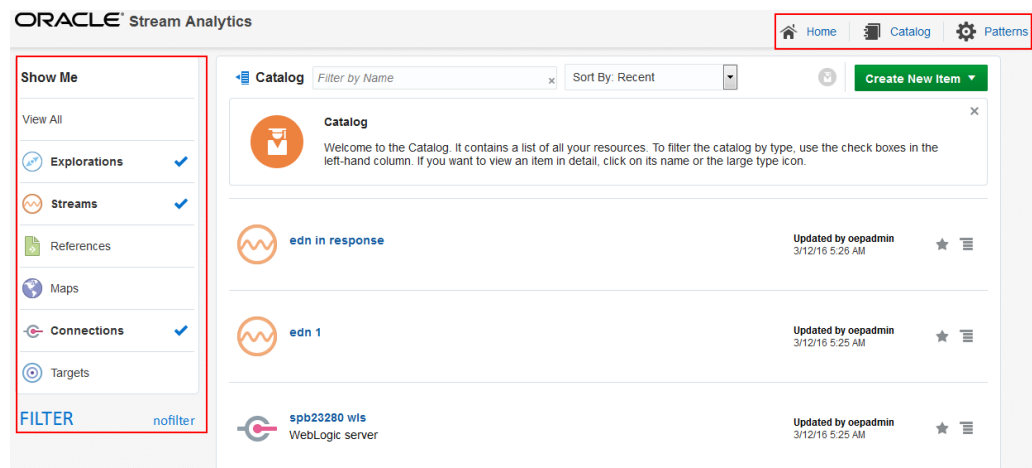 ORACLE Stream Analytics
Home Catalog Patterns
Show Me
View All
Explorations
Streams
References
Maps
Connections
Targets
FILTER nofilter
Catalog Filter by Name × Sort By: Recent Create New Item
Catalog
Welcome to the Catalog. It contains a list of all your resources. To filter the catalog by type, use the check boxes in the
left-hand column. If you want to view an item in detail, click on its name or the large type icon.
edn in response
Updated by oepadmin
3/12/16 5:26 AM
edn 1
Updated by oepadmin
3/12/16 5:25 AM
spb23280 wls
WebLogic server
Updated by oepadmin
3/12/16 5:25 AM